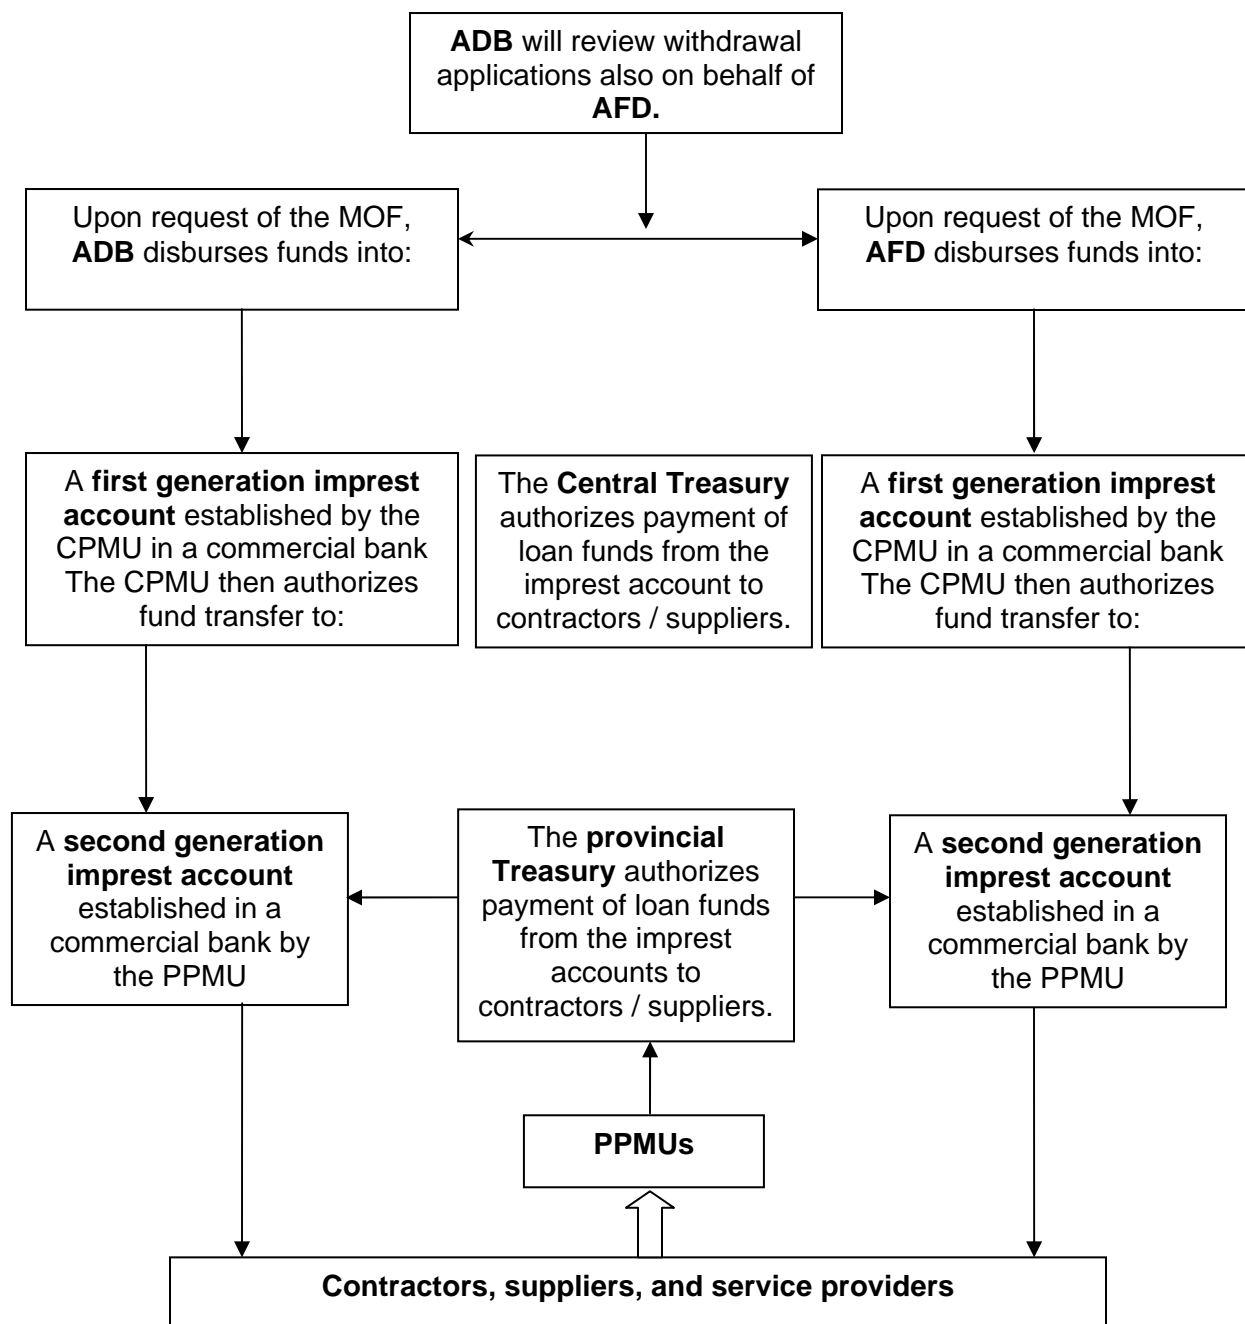 ADB will review withdrawal
applications also on behalf of
AFD.
Upon request of the MOF,
ADB disburses funds into:
Upon request of the MOF,
AFD disburses funds into:
A first generation imprest
account established by the
CPMU in a commercial bank
The CPMU then authorizes
fund transfer to:
The Central Treasury
authorizes payment of
loan funds from the
imprest account to
contractors / suppliers.
A first generation imprest
account established by the
CPMU in a commercial bank
The CPMU then authorizes
fund transfer to:
A second generation
imprest account
established in a
commercial bank by
the PPMU
The provincial
Treasury authorizes
payment of loan funds
from the imprest
accounts to
contractors / suppliers.
A second generation
imprest account
established in a
commercial bank by
the PPMU
PPMUs
Contractors, suppliers, and service providers